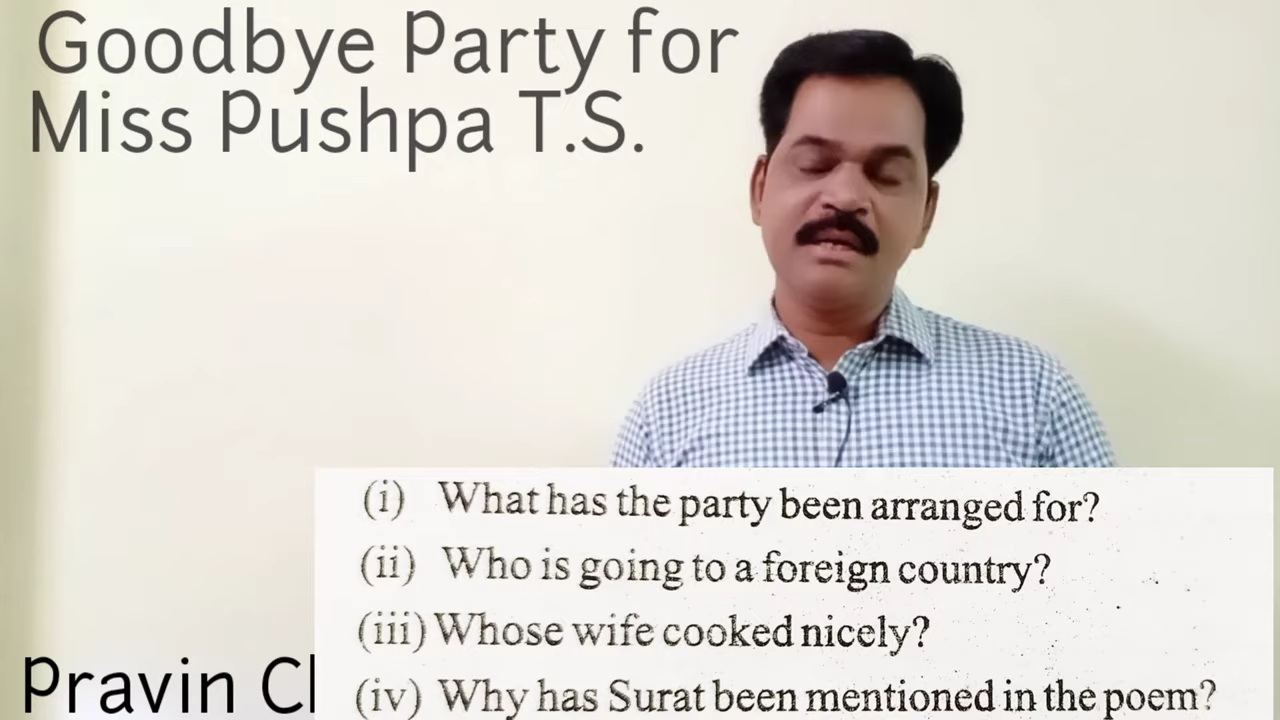 Goodbye Party for
Miss Pushpa T.S.
(i) What has the party been arranged for?
(ii) Who is going to a foreign country?
(iii) Whose wife cooked nicely?
(iv) Why has Surat been mentioned in the poem?
Pravin